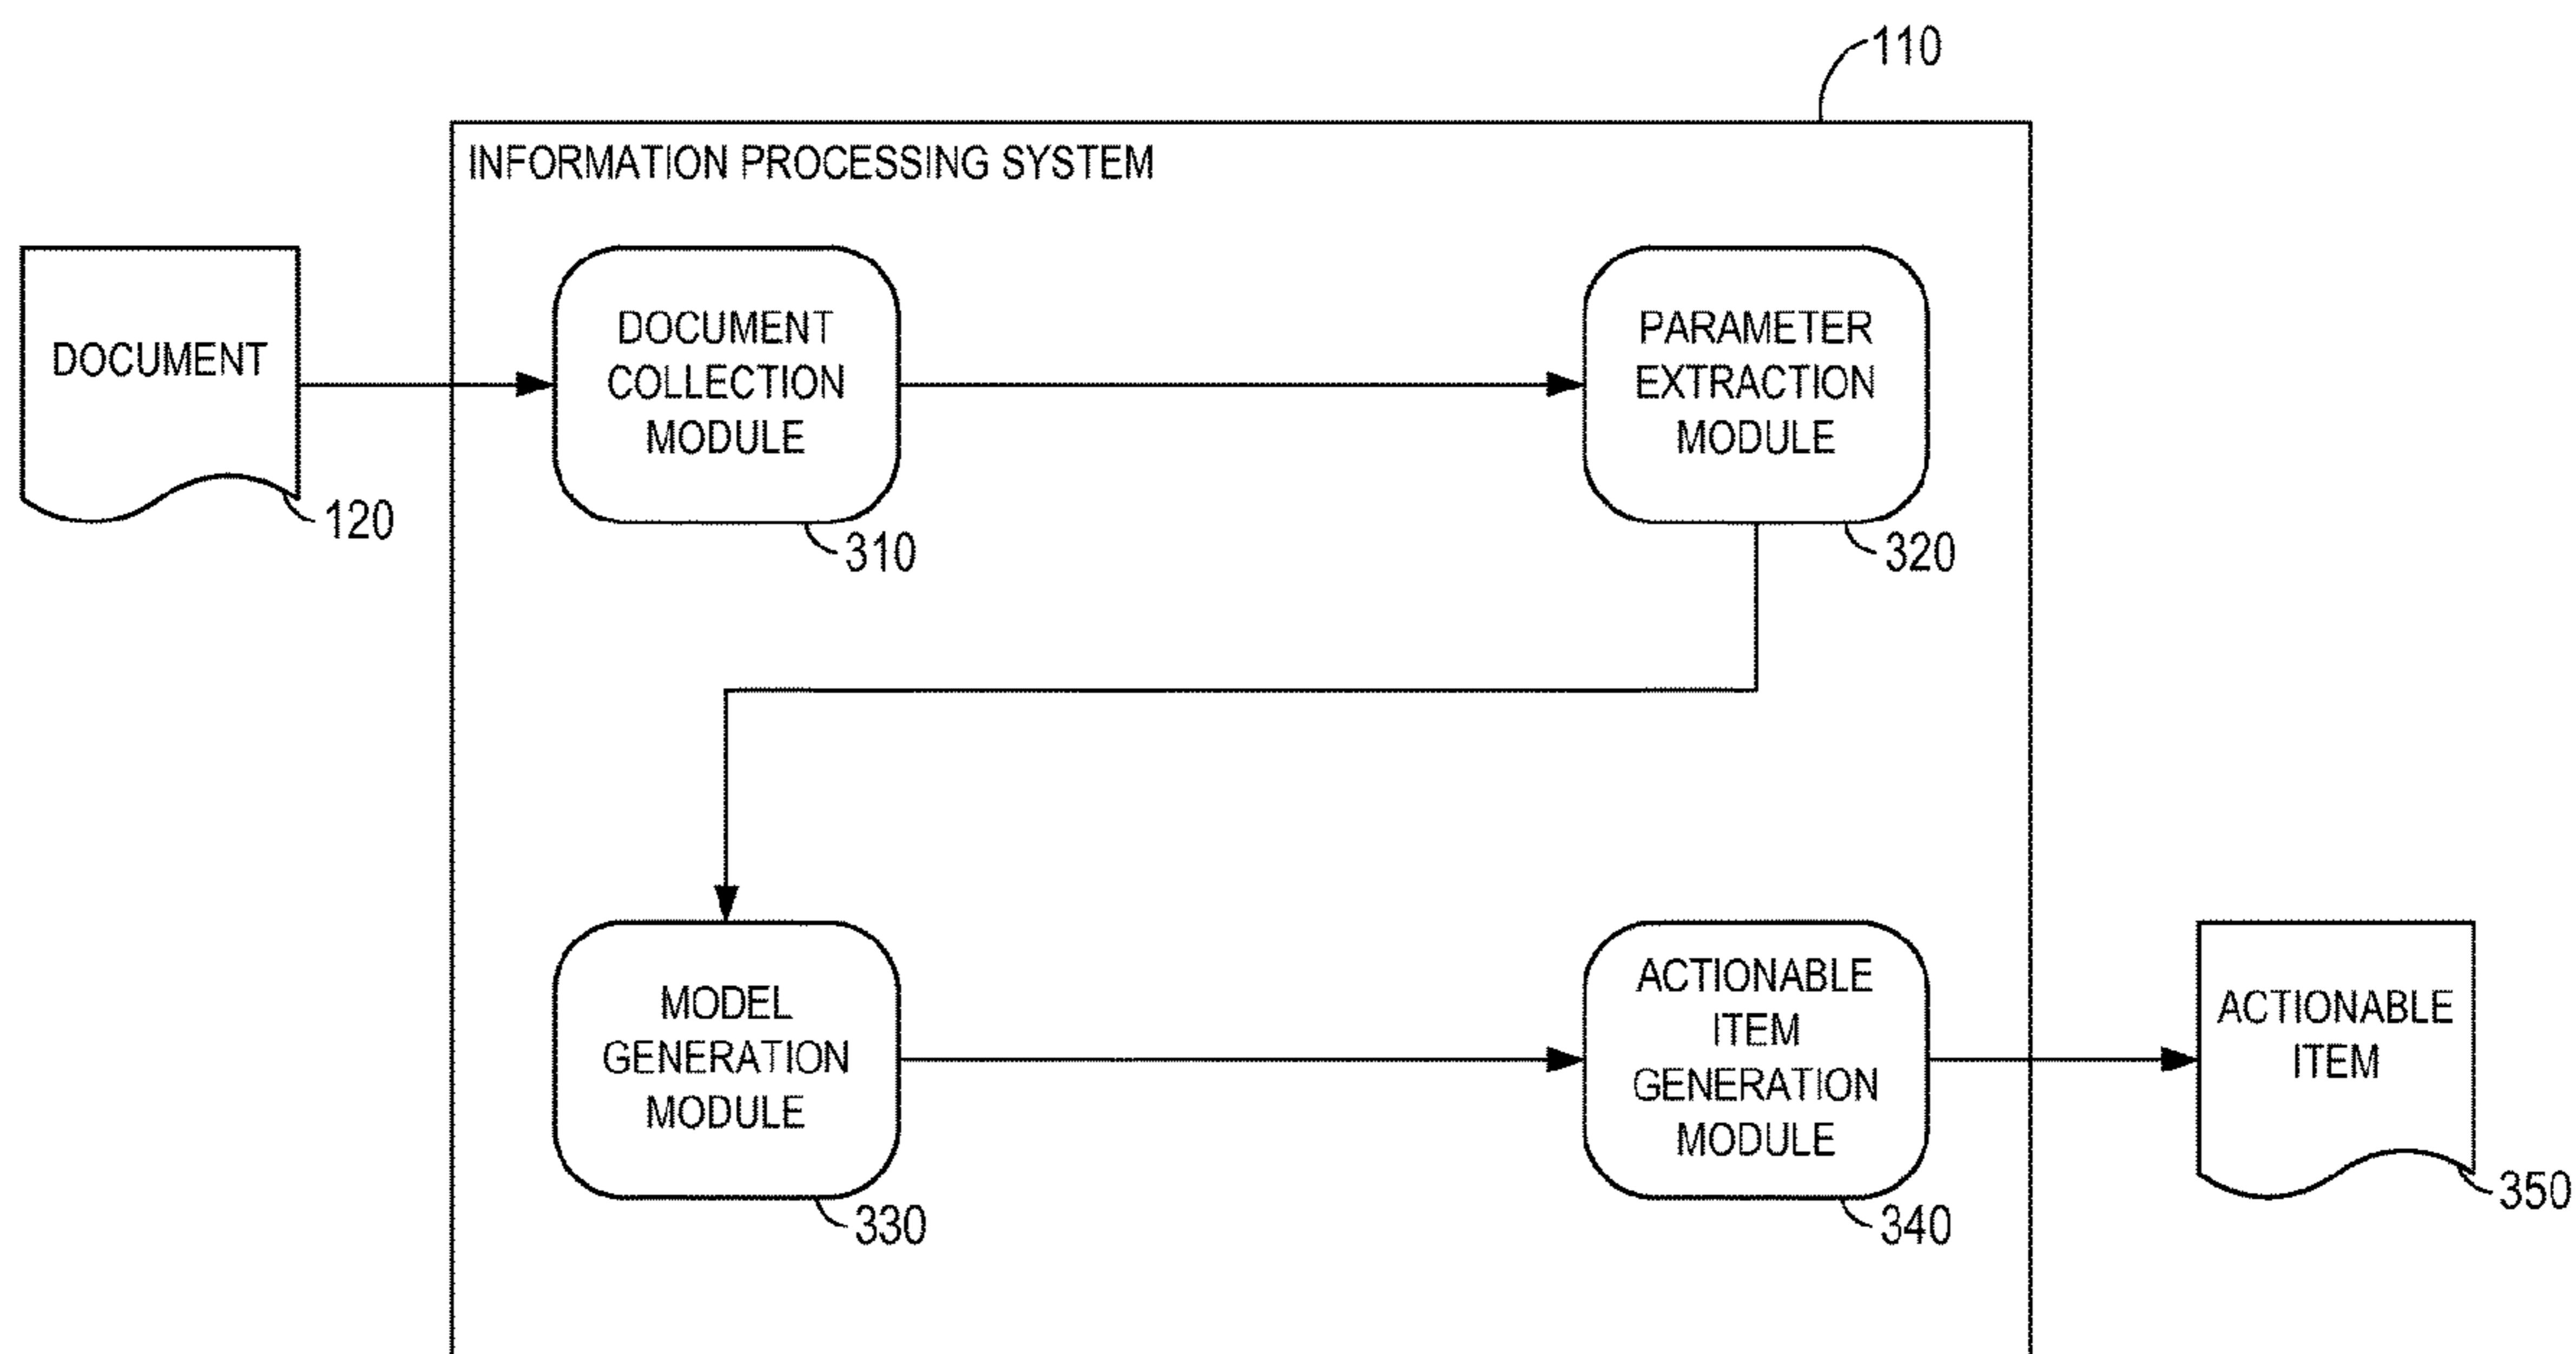 110
INFORMATION PROCESSING SYSTEM
DOCUMENT
120
DOCUMENT
COLLECTION
MODULE
310
PARAMETER
EXTRACTION
MODULE
320
MODEL
GENERATION
MODULE
330
ACTIONABLE
ITEM
GENERATION
MODULE
340
ACTIONABLE
ITEM
350